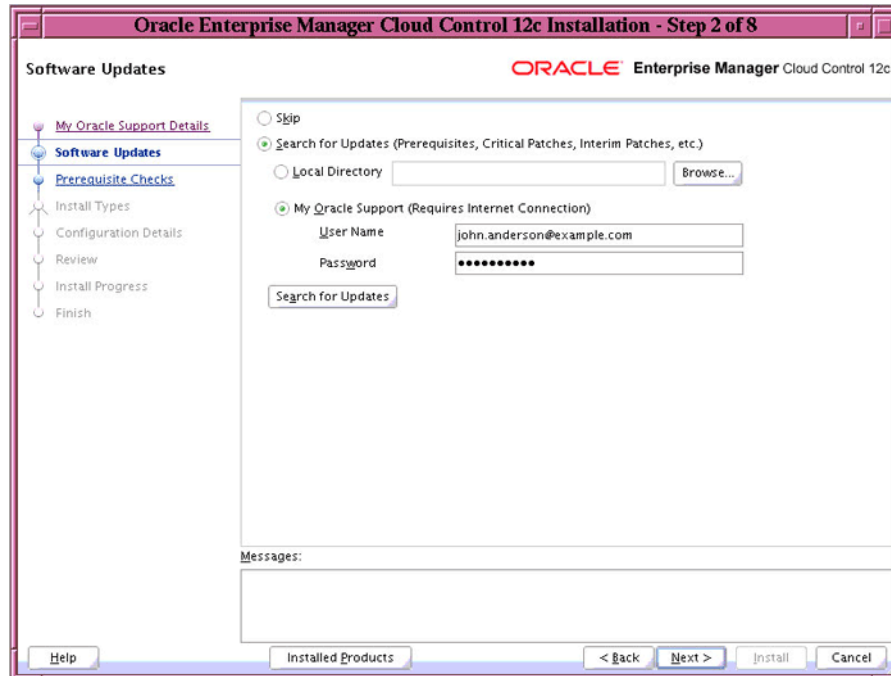 Oracle Enterprise Manager Cloud Control 12c Installation - Step 2 of 8
Software Updates
ORACLE Enterprise Manager Cloud Control 12c
My Oracle Support Details
Software Updates
Prerequisite Checks
Install Types
Configuration Details
Review
Install Progress
Finish
Skip
Search for Updates (Prerequisites, Critical Patches, Interim Patches, etc.)
Local Directory
Browse...
My Oracle Support (Requires Internet Connection)
User Name john.anderson@example.com
Password ••••••••••
Search for Updates
Messages:
Help Installed Products < Back Next > Install Cancel